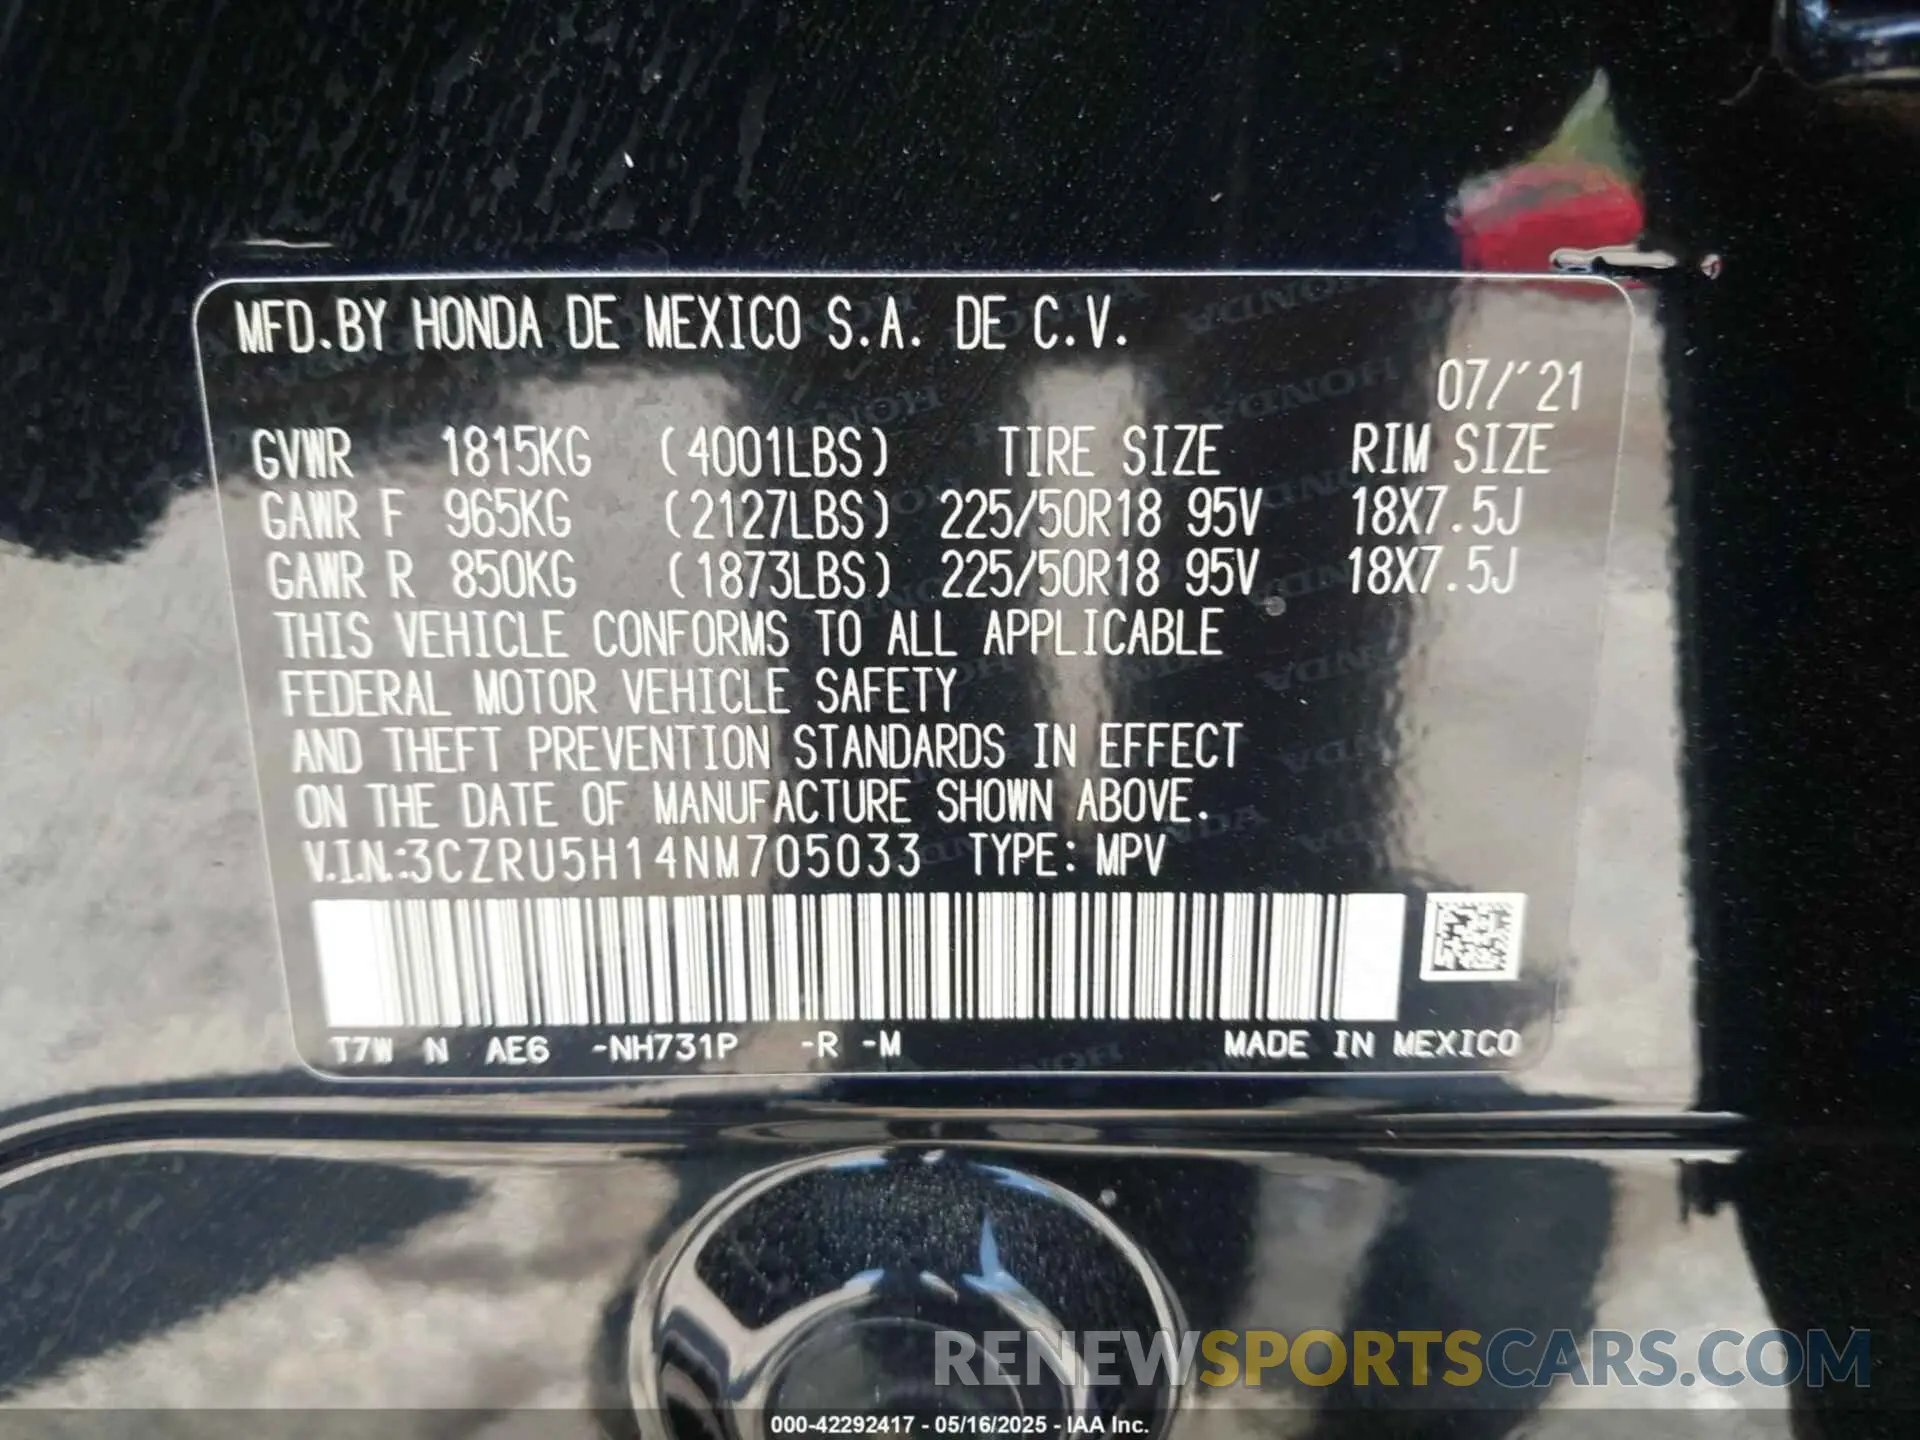 MFD.BY HONDA DE MEXICO S.A. DE C.V.
07/'21
GVWR 1815KG (4001LBS) TIRE SIZE RIM SIZE
GAWR F 965KG (2127LBS) 225/50R18 95V 18X7.5J
GAWR R 850KG (1873LBS) 225/50R18 95V 18X7.5J
THIS VEHICLE CONFORMS TO ALL APPLICABLE
FEDERAL MOTOR VEHICLE SAFETY
AND THEFT PREVENTION STANDARDS IN EFFECT
ON THE DATE OF MANUFACTURE SHOWN ABOVE.
V.I.N.:3CZRU5H14NM705033 TYPE: MPV
T7W N AE6 -NH731P -R -M MADE IN MEXICO
RENEWSPORTSCARS.COM
000-42292417 - 05/16/2025 - IAA Inc.